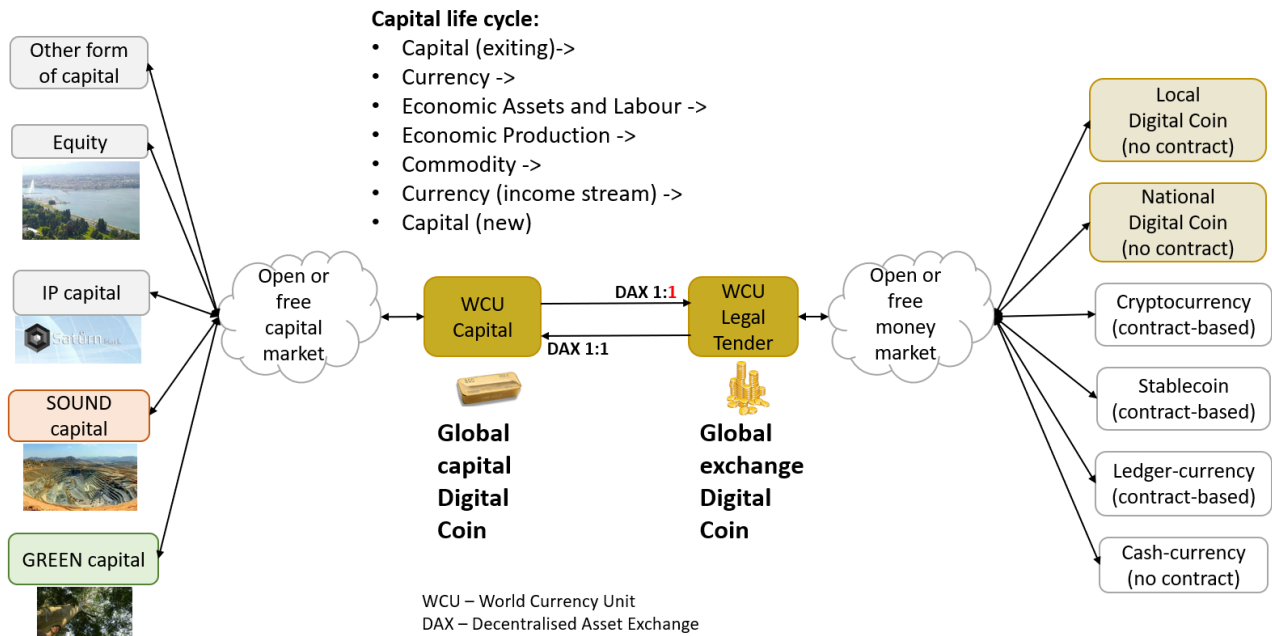 Capital life cycle:
• Capital (exiting)->
• Currency ->
• Economic Assets and Labour ->
• Economic Production ->
• Commodity ->
• Currency (income stream) ->
• Capital (new)
Other form
of capital
Equity
IP capital
Satūrn
SOUND
capital
GREEN capital
Open or
free
capital
market
WCU
Capital
DAX 1:1
DAX 1:1
WCU
Legal
Tender
Open or
free
money
market
Global
capital
Digital
Coin
Global
exchange
Digital
Coin
Local
Digital Coin
(no contract)
National
Digital Coin
(no contract)
Cryptocurrency
(contract-based)
Stablecoin
(contract-based)
Ledger-currency
(contract-based)
Cash-currency
(no contract)
WCU – World Currency Unit
DAX – Decentralised Asset Exchange